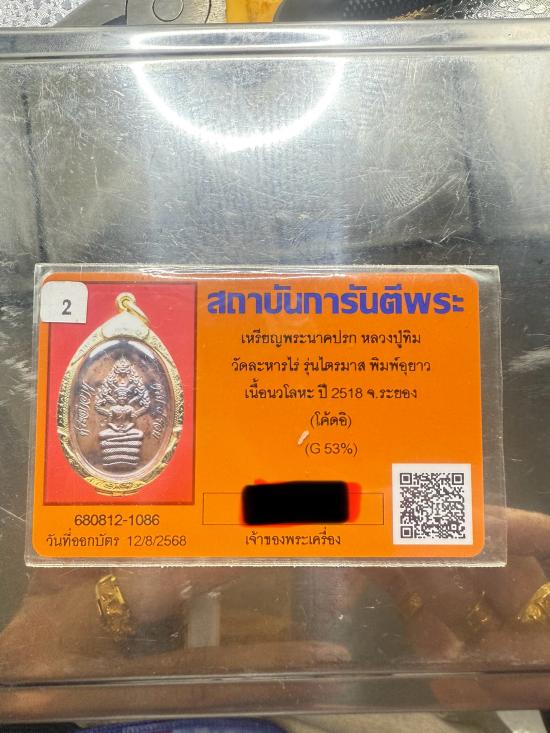 2
สถาบันการันตีพระ
เหรียญพระนาคปรก หลวงปู่ทิม
วัดละหารไร่ รุ่นไตรมาส พิมพ์อุยาว
เนื้อนวโลหะ ปี 2518 จ.ระยอง
(โค้ดอิ)
(G 53%)
680812-1086
วันที่ออกบัตร 12/8/2568
เจ้าของพระเครื่อง